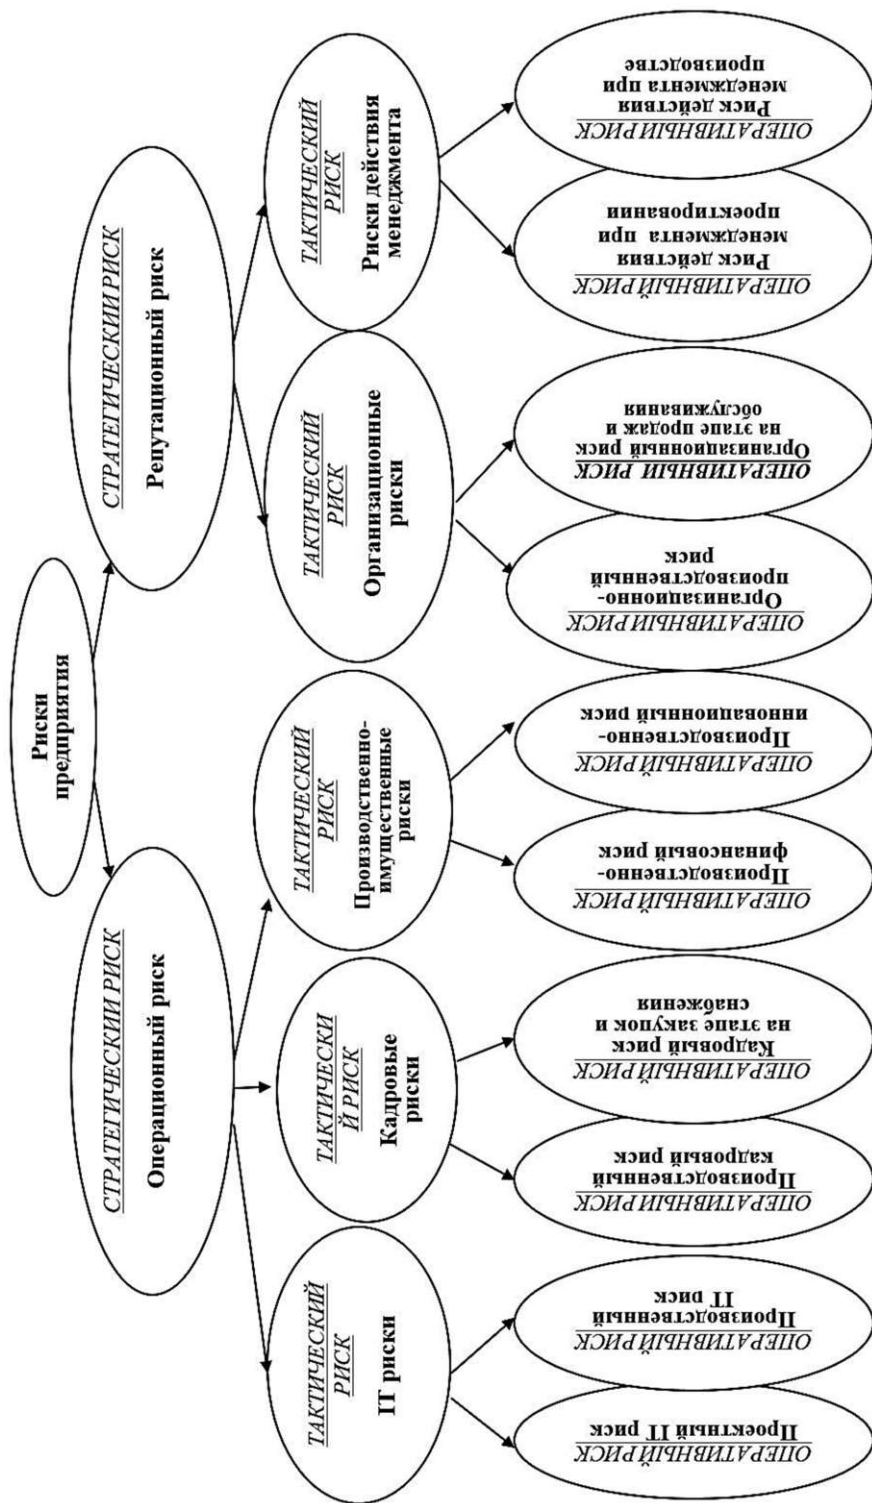 Риски
предприятия
СТРАТЕГИЧЕСКИЙ РИСК
Операционный риск
СТРАТЕГИЧЕСКИЙ РИСК
Репутационный риск
ТАКТИЧЕСКИЙ
РИСК
IT риски
ТАКТИЧЕСКИ
Й РИСК
Кадровые
риски
ТАКТИЧЕСКИЙ
РИСК
Производственно-
имущественные
риски
ТАКТИЧЕСКИЙ
РИСК
Организационные
риски
ТАКТИЧЕСКИЙ
РИСК
Риски действия
менеджмента
ОПЕРАТИВНЫЙ РИСК
Проектный IT риск
ОПЕРАТИВНЫЙ РИСК
Производственный
IT риск
ОПЕРАТИВНЫЙ РИСК
Производственный
кадровый риск
ОПЕРАТИВНЫЙ РИСК
Кадровый риск
на этапе закупок и
снабжения
ОПЕРАТИВНЫЙ РИСК
Производственно-
финансовый риск
ОПЕРАТИВНЫЙ РИСК
Производственно-
инновационный риск
ОПЕРАТИВНЫЙ РИСК
Организационно-
производственный
риск
ОПЕРАТИВНЫЙ РИСК
Организационный риск
на этапе продаж и
обслуживания
ОПЕРАТИВНЫЙ РИСК
Риск действия
менеджмента при
проектировании
ОПЕРАТИВНЫЙ РИСК
Риск действия
менеджмента при
производстве